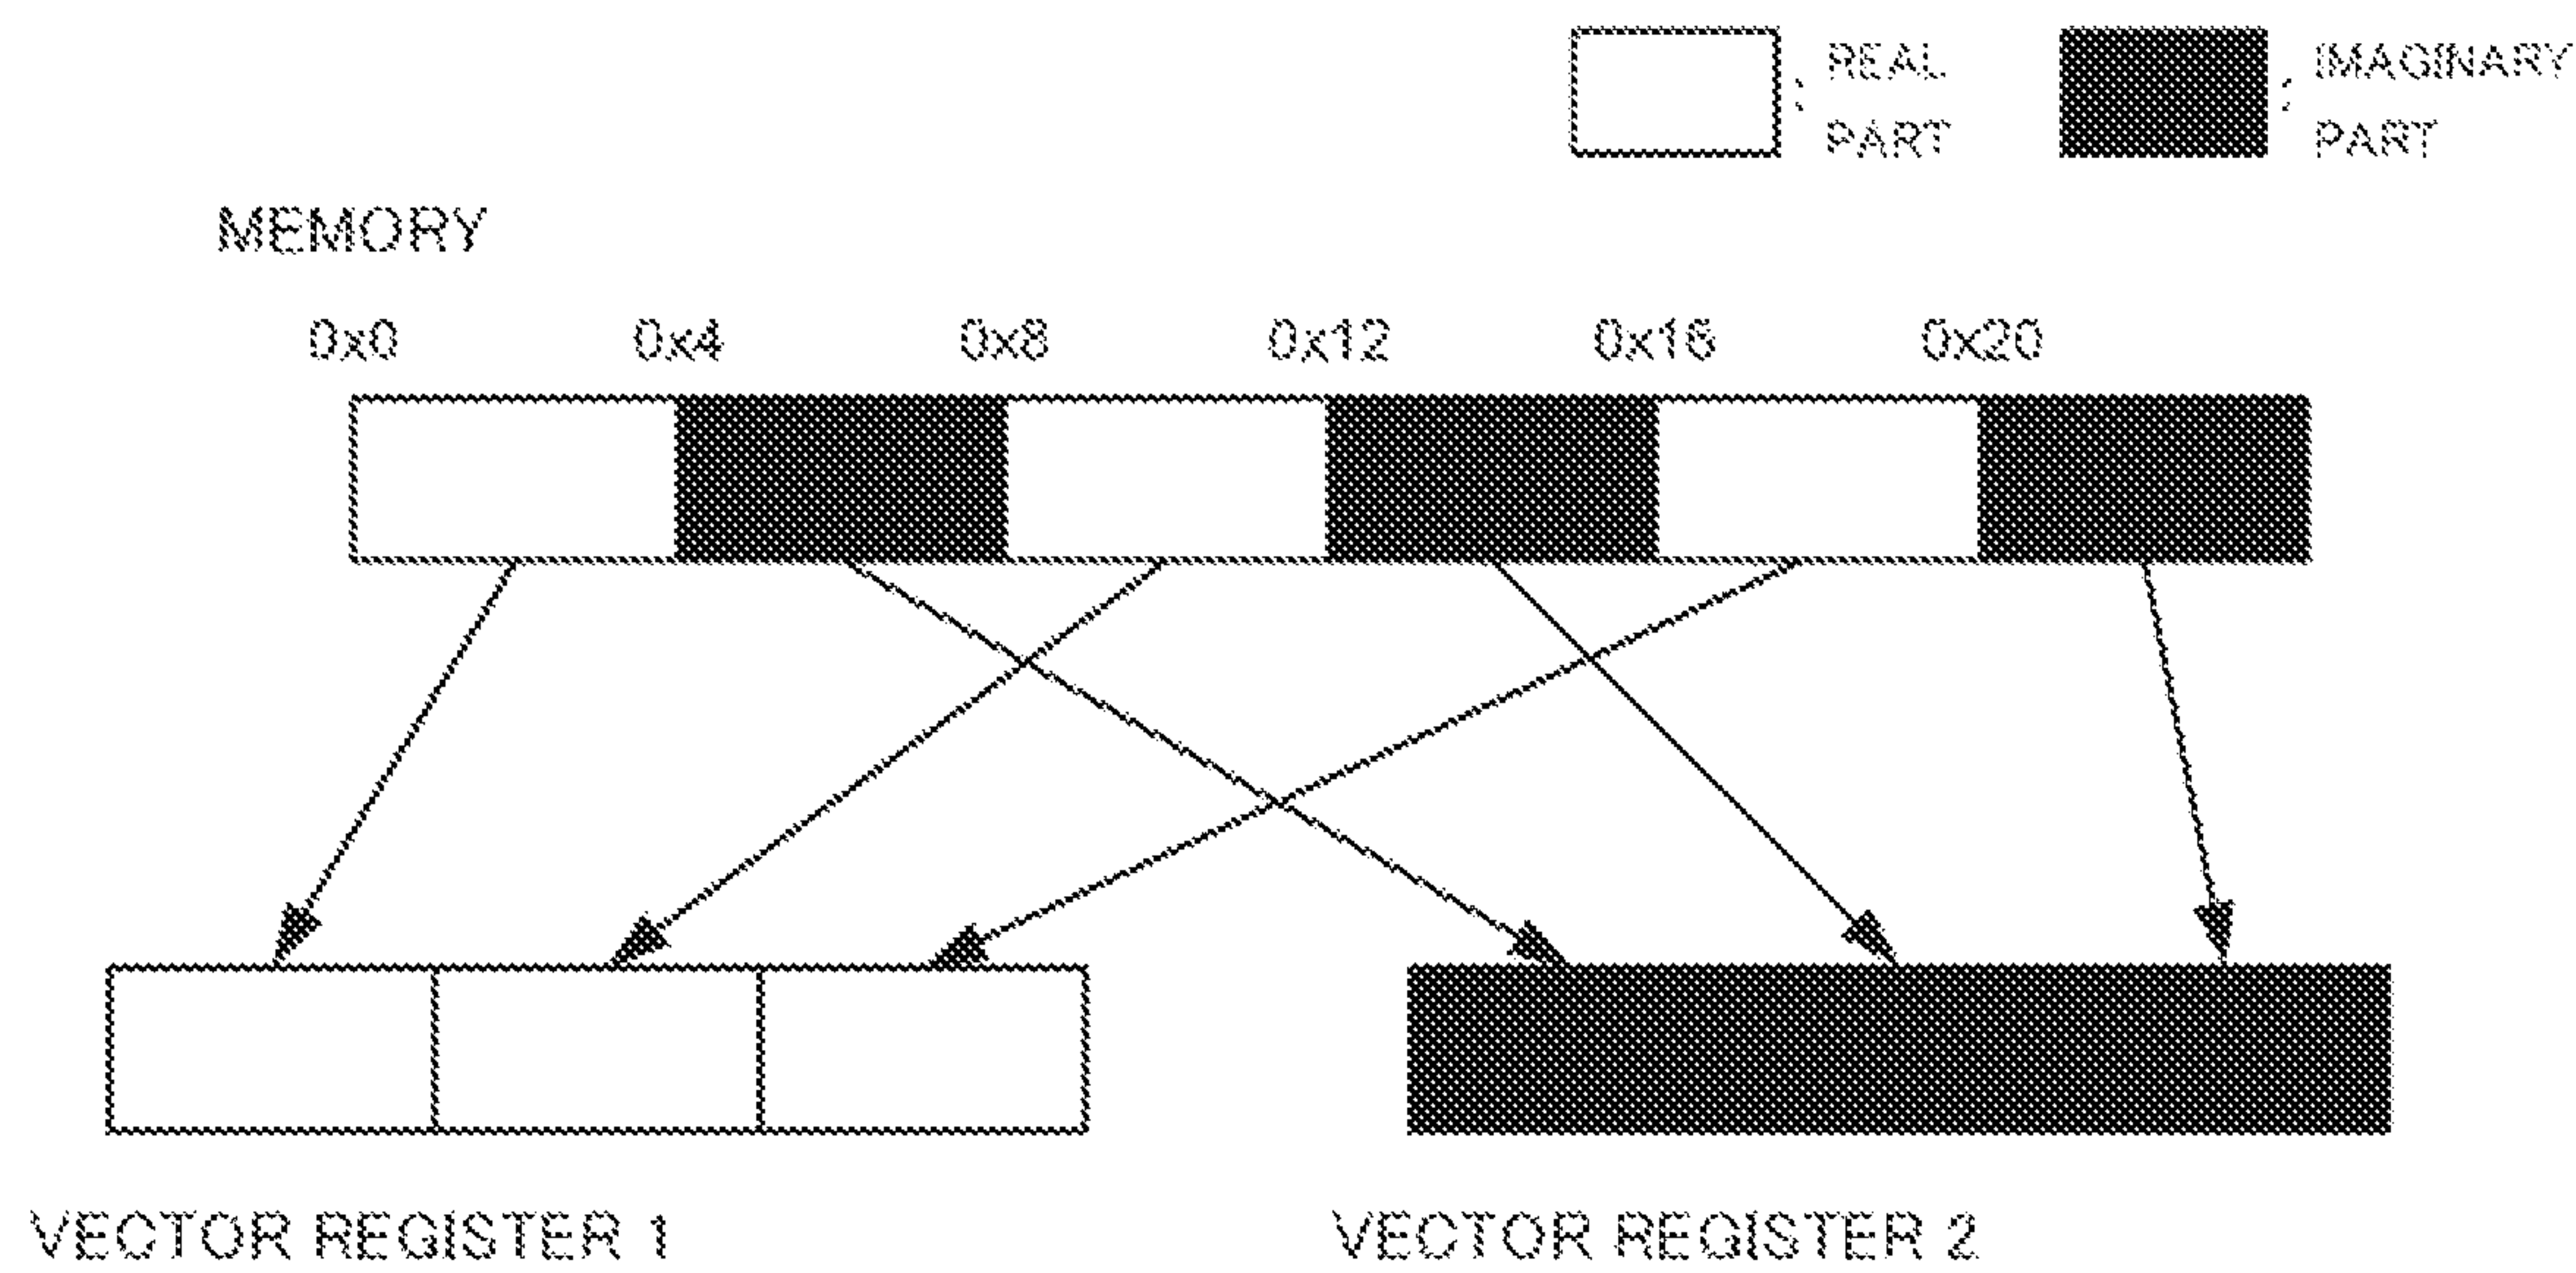 : REAL
PART
: IMAGINARY
PART
MEMORY
0x0 0x4 0x8 0x12 0x16 0x20
VECTOR REGISTER 1
VECTOR REGISTER 2